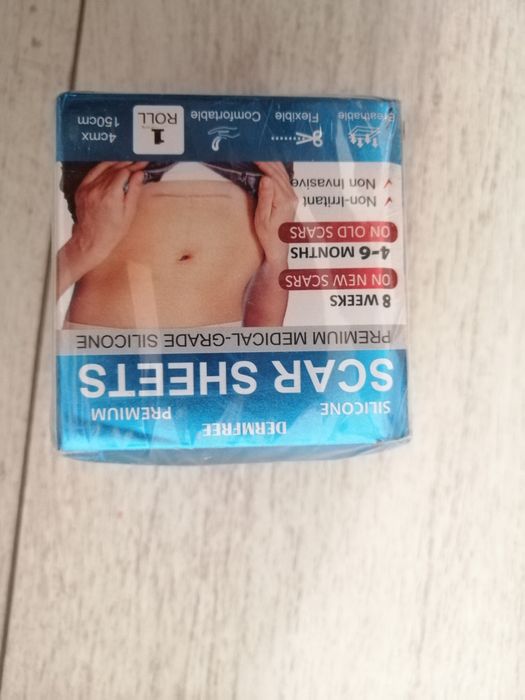 DERMFREE
SILICONE PREMIUM
SCAR SHEETS
PREMIUM MEDICAL-GRADE SILICONE
8 WEEKS
ON NEW SCARS
4-6 MONTHS
ON OLD SCARS
✓ Non-Irritant
✓ Non Invasive
Breathable Flexible Comfortable 1 ROLL 4cmx 150cm